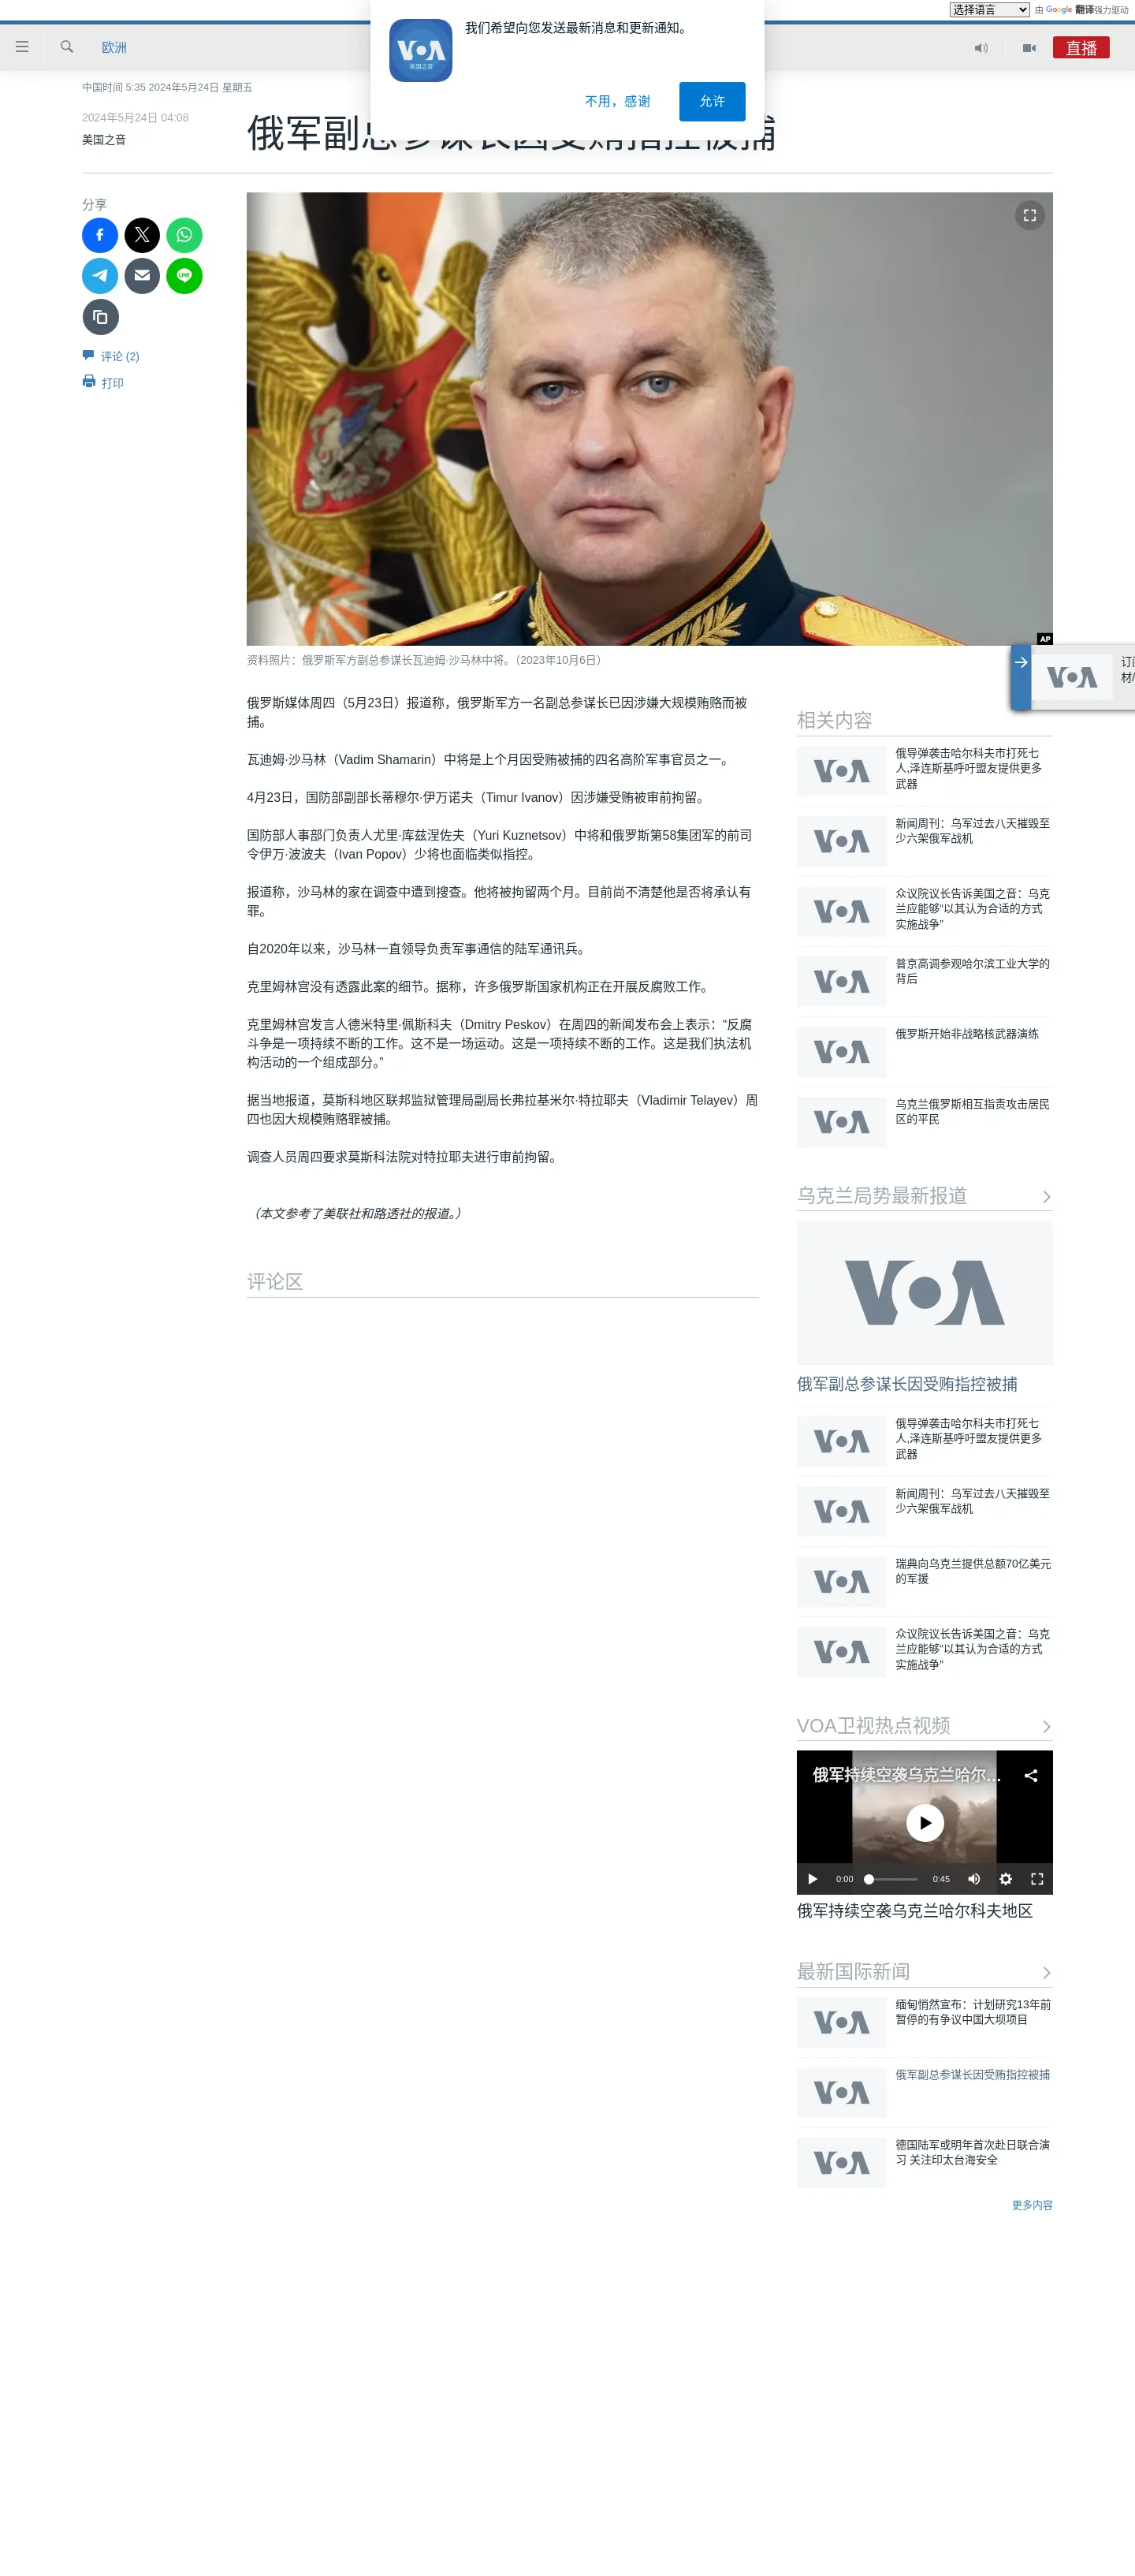 选择语言
由 Google 翻译强力驱动
欧洲
VOA
美国之音
我们希望向您发送最新消息和更新通知。
不用，感谢
允许
直播
中国时间 5:35 2024年5月24日 星期五
2024年5月24日 04:08
美国之音
俄军副总参谋长因受贿指控被捕
分享
LINE
评论 (2)
打印
AP
资料照片：俄罗斯军方副总参谋长瓦迪姆·沙马林中将。（2023年10月6日）
VOA
订
材/
俄罗斯媒体周四（5月23日）报道称，俄罗斯军方一名副总参谋长已因涉嫌大规模贿赂而被
捕。
瓦迪姆·沙马林（Vadim Shamarin）中将是上个月因受贿被捕的四名高阶军事官员之一。
4月23日，国防部副部长蒂穆尔·伊万诺夫（Timur Ivanov）因涉嫌受贿被审前拘留。
国防部人事部门负责人尤里·库兹涅佐夫（Yuri Kuznetsov）中将和俄罗斯第58集团军的前司
令伊万·波波夫（Ivan Popov）少将也面临类似指控。
报道称，沙马林的家在调查中遭到搜查。他将被拘留两个月。目前尚不清楚他是否将承认有
罪。
自2020年以来，沙马林一直领导负责军事通信的陆军通讯兵。
克里姆林宫没有透露此案的细节。据称，许多俄罗斯国家机构正在开展反腐败工作。
克里姆林宫发言人德米特里·佩斯科夫（Dmitry Peskov）在周四的新闻发布会上表示：“反腐
斗争是一项持续不断的工作。这不是一场运动。这是一项持续不断的工作。这是我们执法机
构活动的一个组成部分。”
据当地报道，莫斯科地区联邦监狱管理局副局长弗拉基米尔·特拉耶夫（Vladimir Telayev）周
四也因大规模贿赂罪被捕。
调查人员周四要求莫斯科法院对特拉耶夫进行审前拘留。
（本文参考了美联社和路透社的报道。）
评论区
相关内容
VOA
俄导弹袭击哈尔科夫市打死七
人,泽连斯基呼吁盟友提供更多
武器
VOA
新闻周刊：乌军过去八天摧毁至
少六架俄军战机
VOA
众议院议长告诉美国之音：乌克
兰应能够“以其认为合适的方式
实施战争”
VOA
普京高调参观哈尔滨工业大学的
背后
VOA
俄罗斯开始非战略核武器演练
VOA
乌克兰俄罗斯相互指责攻击居民
区的平民
乌克兰局势最新报道
VOA
俄军副总参谋长因受贿指控被捕
VOA
俄导弹袭击哈尔科夫市打死七
人,泽连斯基呼吁盟友提供更多
武器
VOA
新闻周刊：乌军过去八天摧毁至
少六架俄军战机
VOA
瑞典向乌克兰提供总额70亿美元
的军援
VOA
众议院议长告诉美国之音：乌克
兰应能够“以其认为合适的方式
实施战争”
VOA卫视热点视频
俄军持续空袭乌克兰哈尔...
0:00
0:45
俄军持续空袭乌克兰哈尔科夫地区
最新国际新闻
VOA
缅甸悄然宣布：计划研究13年前
暂停的有争议中国大坝项目
VOA
俄军副总参谋长因受贿指控被捕
VOA
德国陆军或明年首次赴日联合演
习 关注印太台海安全
更多内容